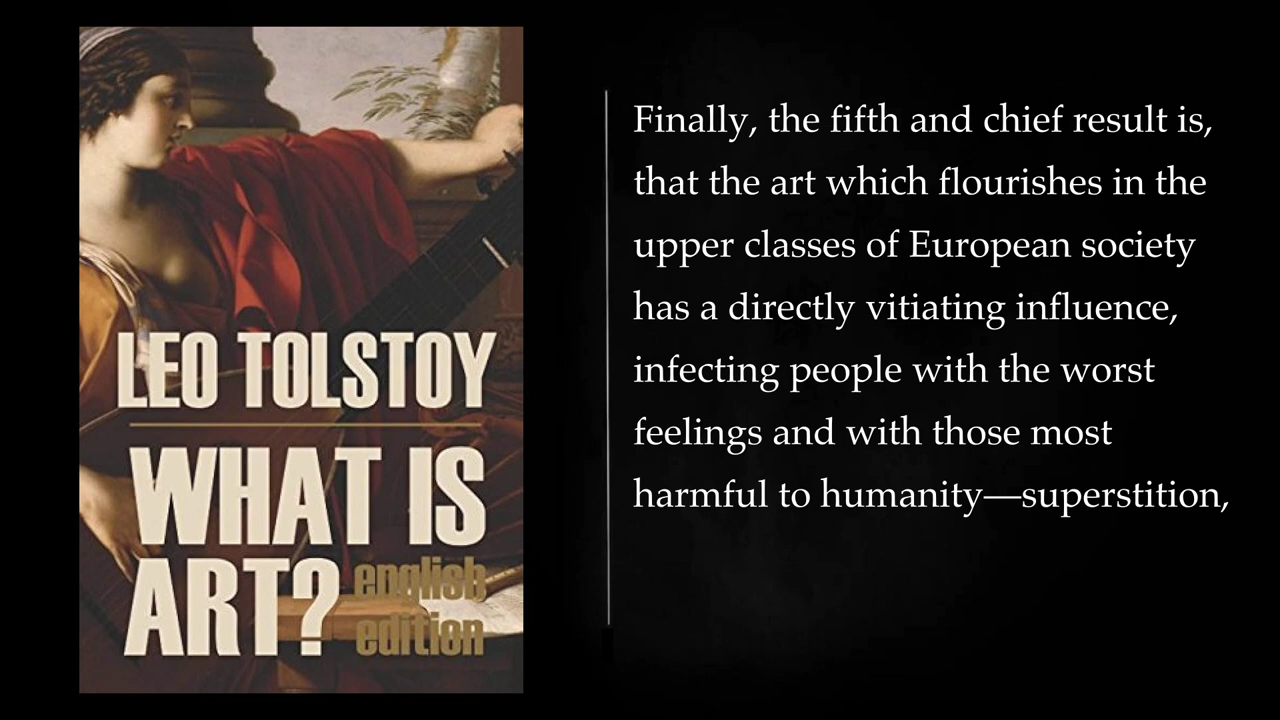 LEO TOLSTOY
WHAT IS
ART?
english
edition
Finally, the fifth and chief result is,
that the art which flourishes in the
upper classes of European society
has a directly vitiating influence,
infecting people with the worst
feelings and with those most
harmful to humanity—superstition,